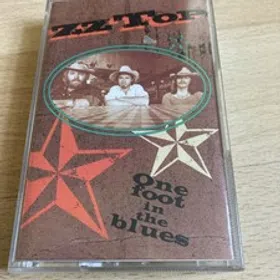 ZZ Top
One
foot
in the
blues